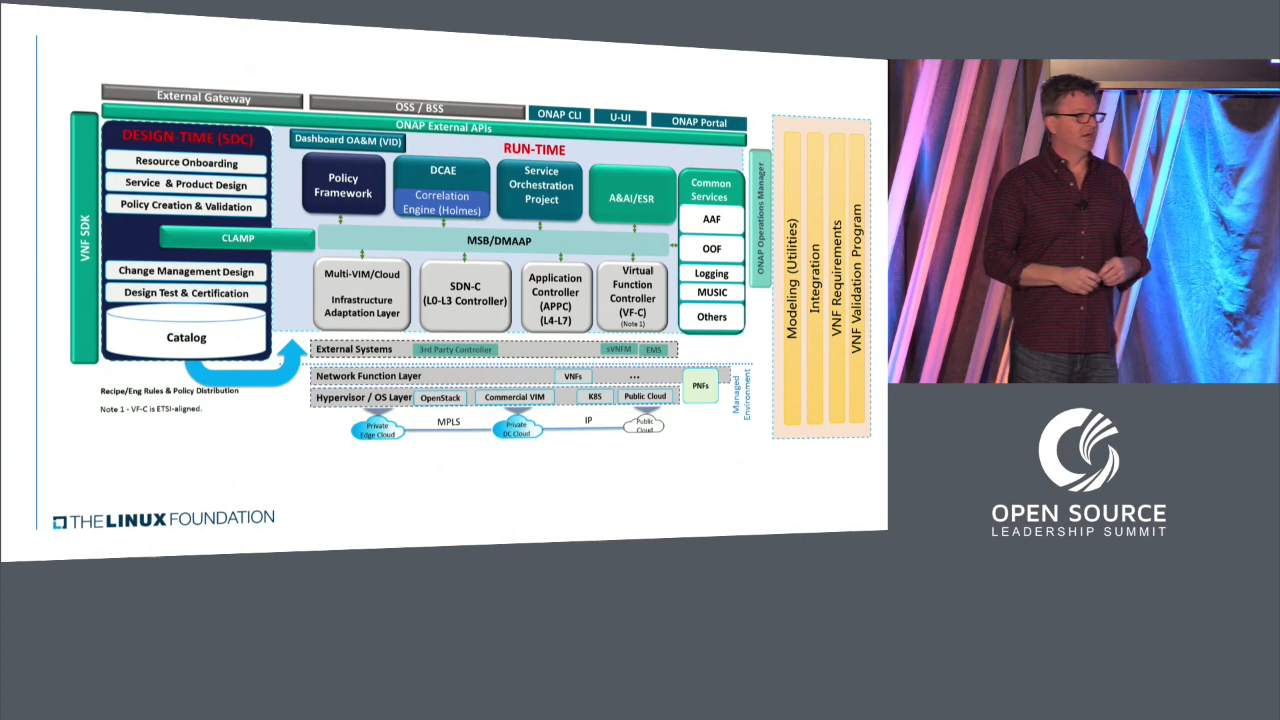 External Gateway
OSS / BSS
ONAP CLI
U-UI
ONAP Portal
ONAP External APIs
VNF SDK
DESIGN-TIME (SDC)
Resource Onboarding
Service & Product Design
Policy Creation & Validation
CLAMP
Change Management Design
Design Test & Certification
Catalog
Recipe/Eng Rules & Policy Distribution
Note 1 - VF-C is ETSI-aligned.
Dashboard OA&M (VID)
RUN-TIME
Policy
Framework
DCAE
Correlation
Engine (Holmes)
Service
Orchestration
Project
A&AI/ESR
MSB/DMAAP
Multi-VIM/Cloud
Infrastructure
Adaptation Layer
SDN-C
(L0-L3 Controller)
Application
Controller
(APPC)
(L4-L7)
Virtual
Function
Controller
(VF-C)
(Note 1)
Common
Services
AAF
OOF
Logging
MUSIC
Others
ONAP Operations Manager
External Systems
3rd Party Controller
sVNFM
EMS
Network Function Layer
VNFs
...
PNFs
Hypervisor / OS Layer
OpenStack
Commercial VIM
K8S
Public Cloud
Managed
Environment
Private
Edge Cloud
MPLS
Private
DC Cloud
IP
Public
Cloud
Modeling (Utilities)
Integration
VNF Requirements
VNF Validation Program
THE LINUX FOUNDATION
OPEN SOURCE
LEADERSHIP SUMMIT